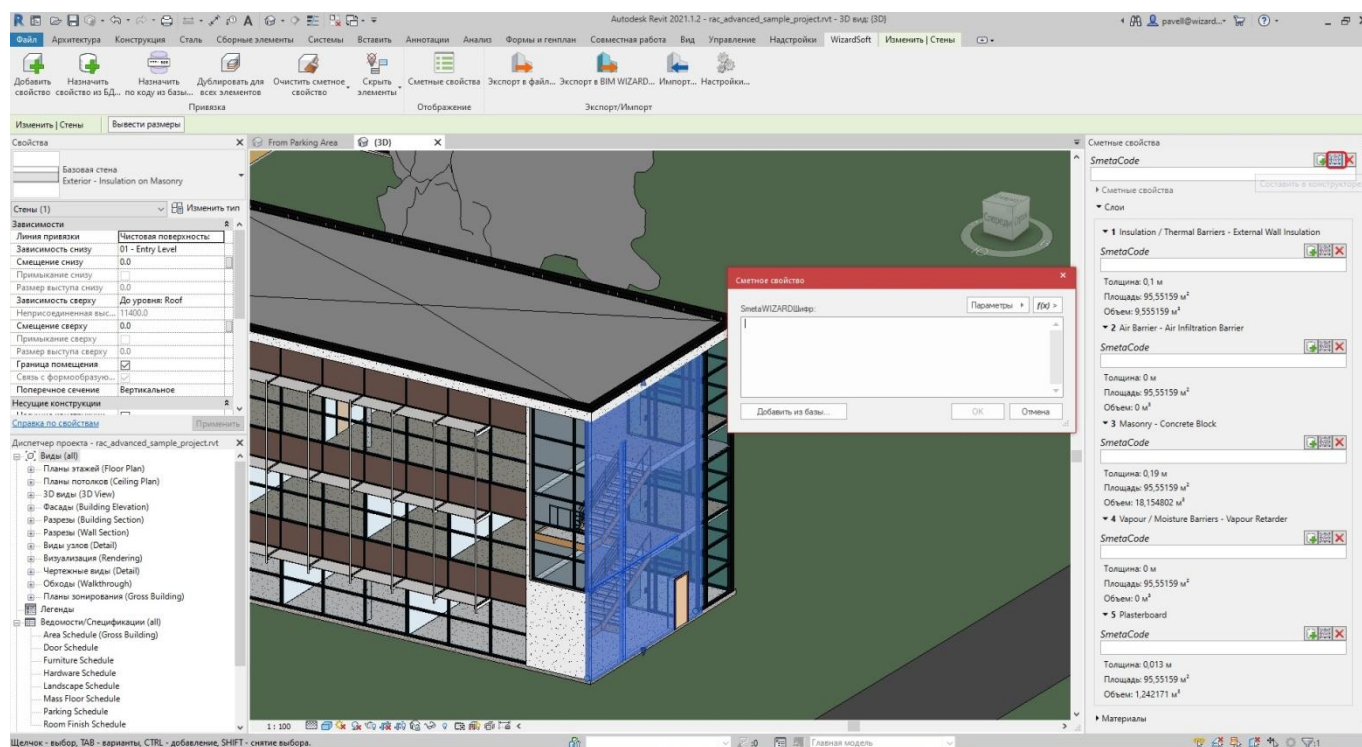 Autodesk Revit 2021.1.2 - rac_advanced_sample_project.rvt - 3D вид: {3D}
pavell@wizard...
Файл Архитектура Конструкция Сталь Сборные элементы Системы Вставить Аннотации Анализ Формы и генплан Совместная работа Вид Управление Надстройки WizardSoft Изменить | Стены
Добавить свойство
Назначить свойство из БД...
Назначить по коду из базы...
Дублировать для всех элементов
Очистить сметное свойство
Скрыть элементы
Сметные свойства
Экспорт в файл...
Экспорт в BIM WIZARD...
Импорт...
Настройки...
Привязка
Отображение
Экспорт/Импорт
Изменить | Стены
Вывести размеры
Свойства
Базовая стена
Exterior - Insulation on Masonry
Стены (1)
Изменить тип
Зависимости
Линия привязки Чистовая поверхность:
Зависимость снизу 01 - Entry Level
Смещение снизу 0.0
Примыкание снизу
Размер выступа снизу 0.0
Зависимость сверху До уровня: Roof
Неприсоединенная выс... 11400.0
Смещение сверху 0.0
Примыкание сверху
Размер выступа сверху 0.0
Граница помещения
Связь с формообразую...
Поперечное сечение Вертикальное
Несущие конструкции
Справка по свойствам
Применить
Диспетчер проекта - rac_advanced_sample_project.rvt
Виды (all)
Планы этажей (Floor Plan)
Планы потолков (Ceiling Plan)
3D виды (3D View)
Фасады (Building Elevation)
Разрезы (Building Section)
Разрезы (Wall Section)
Виды узлов (Detail)
Визуализация (Rendering)
Чертежные виды (Detail)
Обходы (Walkthrough)
Планы зонирования (Gross Building)
Легенды
Ведомости/Спецификации (all)
Area Schedule (Gross Building)
Door Schedule
Furniture Schedule
Hardware Schedule
Landscape Schedule
Mass Floor Schedule
Parking Schedule
Room Finish Schedule
From Parking Area
{3D}
Сметное свойство
SmetaWIZARDШифр:
Параметры
f(x) >
Добавить из базы...
OK
Отмена
1 : 100
Сметные свойства
SmetaCode
Составить в конструкторе
Сметные свойства
Слои
1 Insulation / Thermal Barriers - External Wall Insulation
SmetaCode
Толщина: 0,1 м
Площадь: 95,55159 м²
Объем: 9,555159 м³
2 Air Barrier - Air Infiltration Barrier
SmetaCode
Толщина: 0 м
Площадь: 95,55159 м²
Объем: 0 м³
3 Masonry - Concrete Block
SmetaCode
Толщина: 0,19 м
Площадь: 95,55159 м²
Объем: 18,154802 м³
4 Vapour / Moisture Barriers - Vapour Retarder
SmetaCode
Толщина: 0 м
Площадь: 95,55159 м²
Объем: 0 м³
5 Plasterboard
SmetaCode
Толщина: 0,013 м
Площадь: 95,55159 м²
Объем: 1,242171 м³
Материалы
Щелчок - выбор, TAB - варианты, CTRL - добавление, SHIFT - снятие выбора.
:0
Главная модель
:1